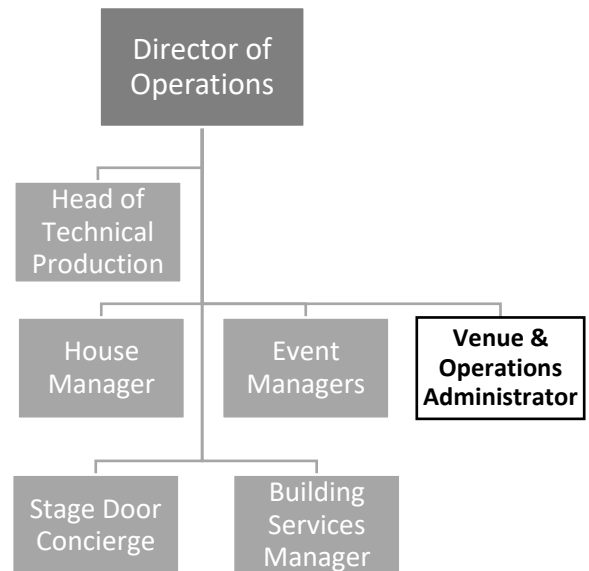 Director of
Operations
Head of
Technical
Production
House
Manager
Event
Managers
Venue &
Operations
Administrator
Stage Door
Concierge
Building
Services
Manager